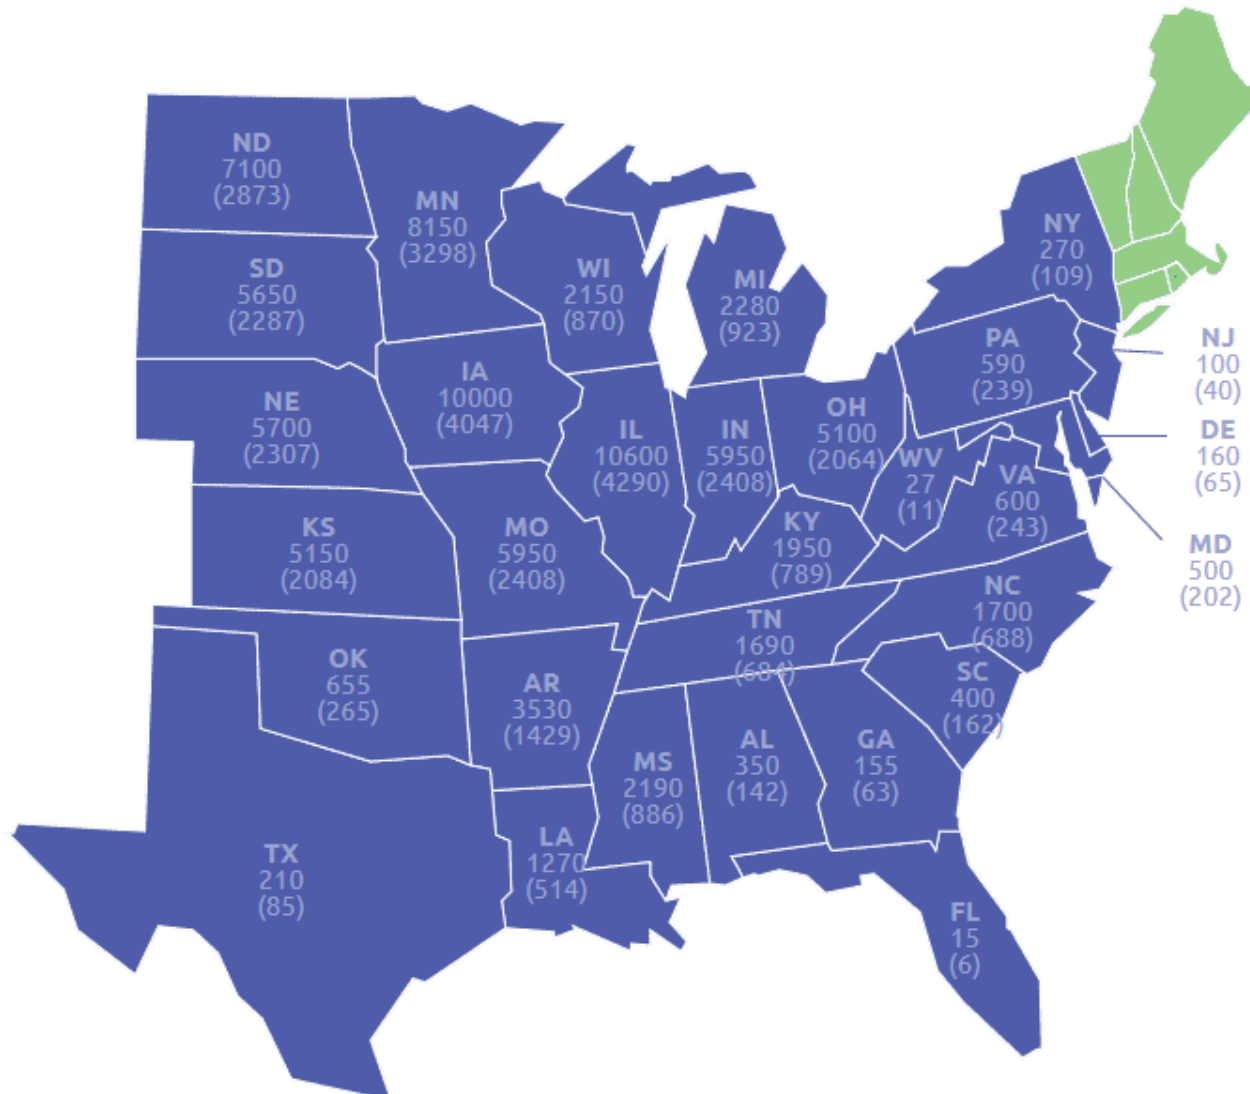 ND
7100
(2873)
MN
8150
(3298)
SD
5650
(2287)
WI
2150
(870)
MI
2280
(923)
NY
270
(109)
PA
590
(239)
NJ
100
(40)
NE
5700
(2307)
IA
10000
(4047)
IL
10600
(4290)
IN
5950
(2408)
OH
5100
(2064)
WV
27
(11)
VA
600
(243)
DE
160
(65)
MD
500
(202)
KS
5150
(2084)
MO
5950
(2408)
KY
1950
(789)
NC
1700
(688)
TN
1690
(684)
OK
655
(265)
AR
3530
(1429)
SC
400
(162)
MS
2190
(886)
AL
350
(142)
GA
155
(63)
TX
210
(85)
LA
1270
(514)
FL
15
(6)